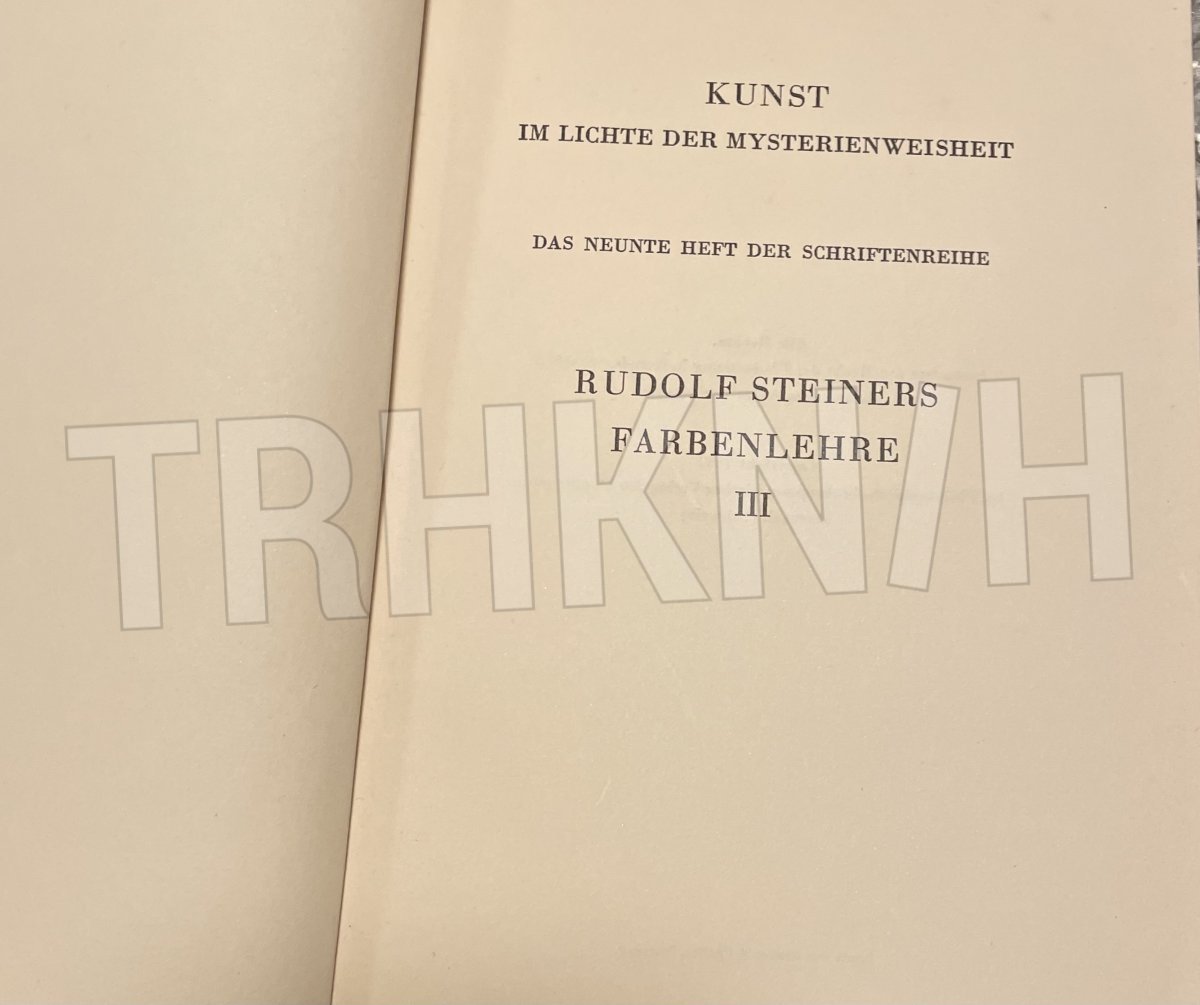 KUNST
IM LICHTE DER MYSTERIENWEISHEIT
DAS NEUNTE HEFT DER SCHRIFTENREIHE
RUDOLF STEINERS
FARBENLEHRE
III
TRHKN/H